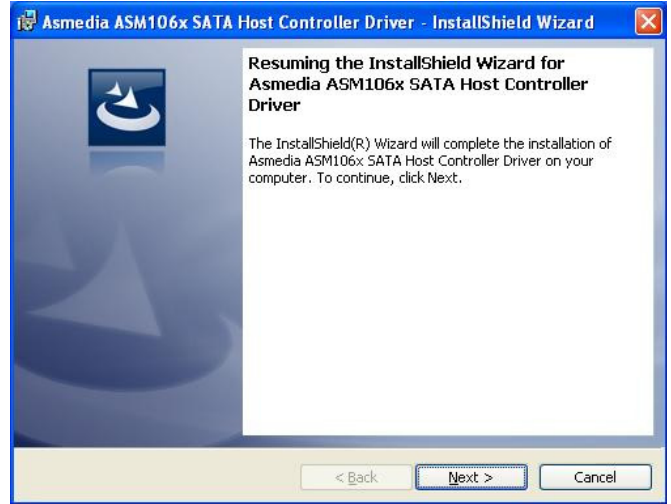 Asmedia ASM106x SATA Host Controller Driver - InstallShield Wizard
Resuming the InstallShield Wizard for
Asmedia ASM106x SATA Host Controller
Driver
The InstallShield(R) Wizard will complete the installation of
Asmedia ASM106x SATA Host Controller Driver on your
computer. To continue, click Next.
< Back Next > Cancel